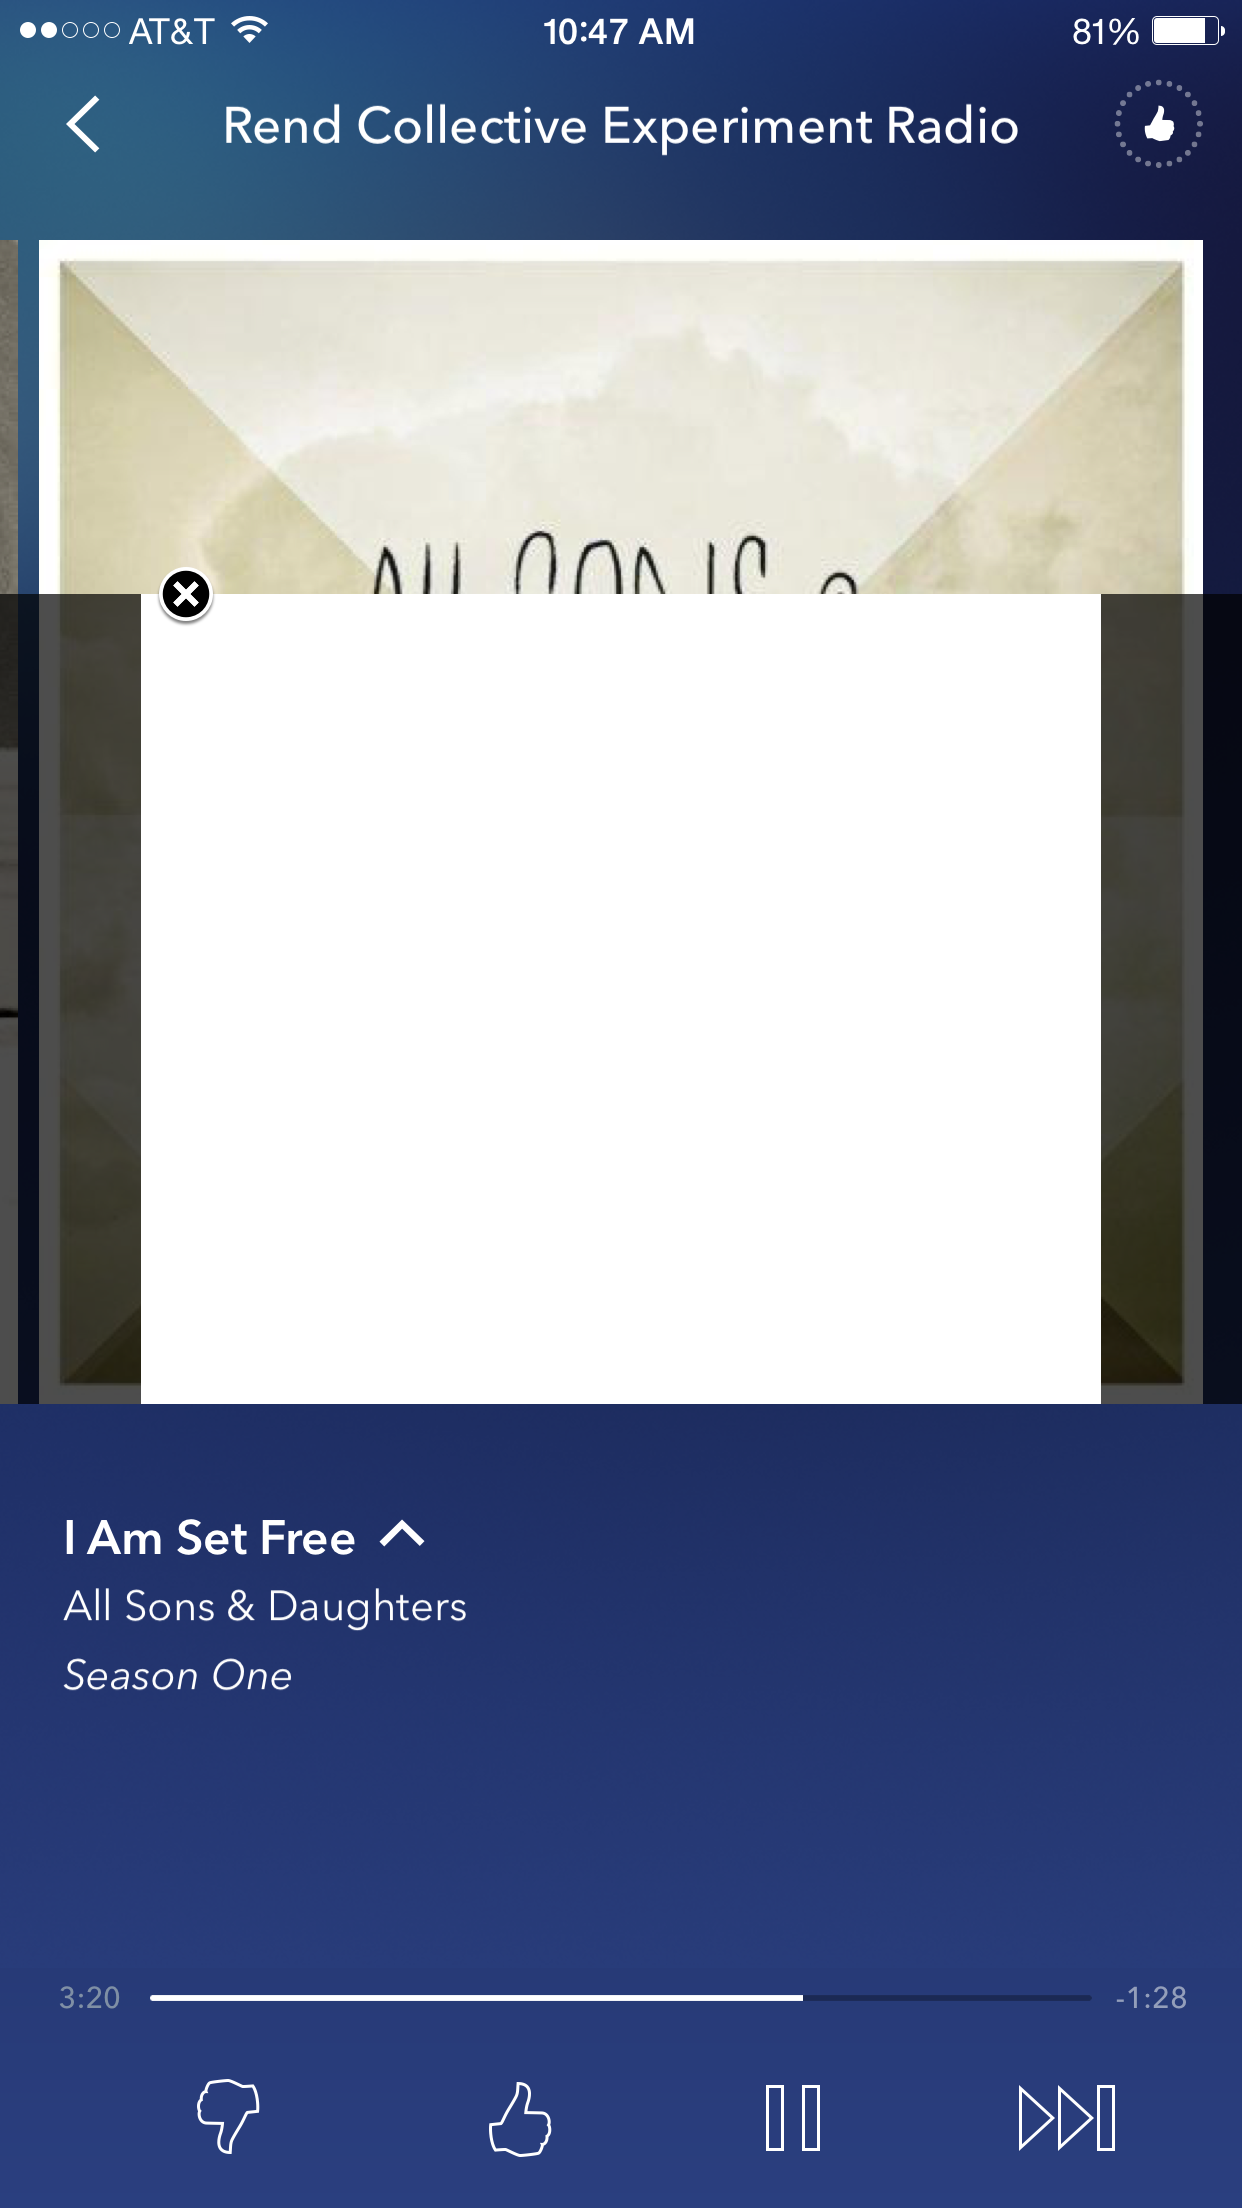 AT&T 10:47 AM 81%
Rend Collective Experiment Radio
I Am Set Free
All Sons & Daughters
Season One
3:20 -1:28